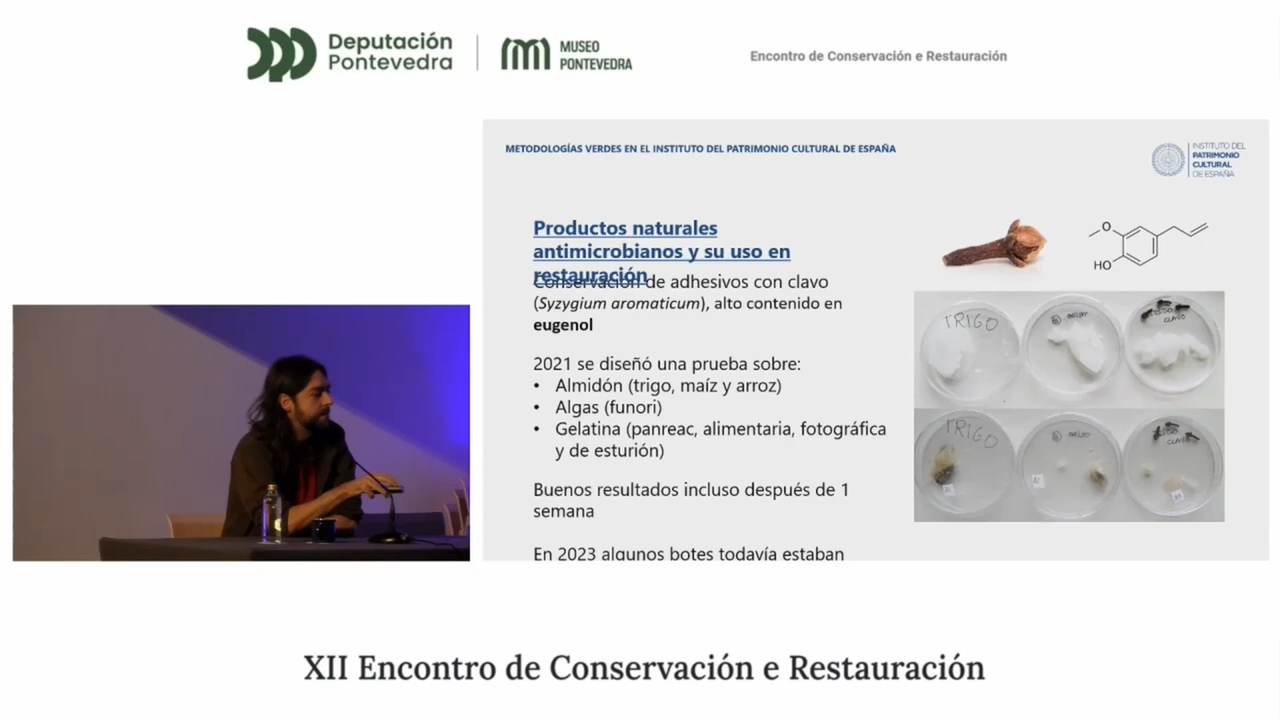 Deputación
Pontevedra
MUSEO
PONTEVEDRA
Encontro de Conservación e Restauración
METODOLOGÍAS VERDES EN EL INSTITUTO DEL PATRIMONIO CULTURAL DE ESPAÑA
INSTITUTO DEL
PATRIMONIO
CULTURAL
DE ESPAÑA
Productos naturales
antimicrobianos y su uso en
restauración
Conservación de adhesivos con clavo
(Syzygium aromaticum), alto contenido en
eugenol
HO
O
2021 se diseñó una prueba sobre:
• Almidón (trigo, maíz y arroz)
• Algas (funori)
• Gelatina (panreac, alimentaria, fotográfica
y de esturión)
Buenos resultados incluso después de 1
semana
En 2023 algunos botes todavía estaban
TRIGO
CLAVO
TRIGO
XII Encontro de Conservación e Restauración